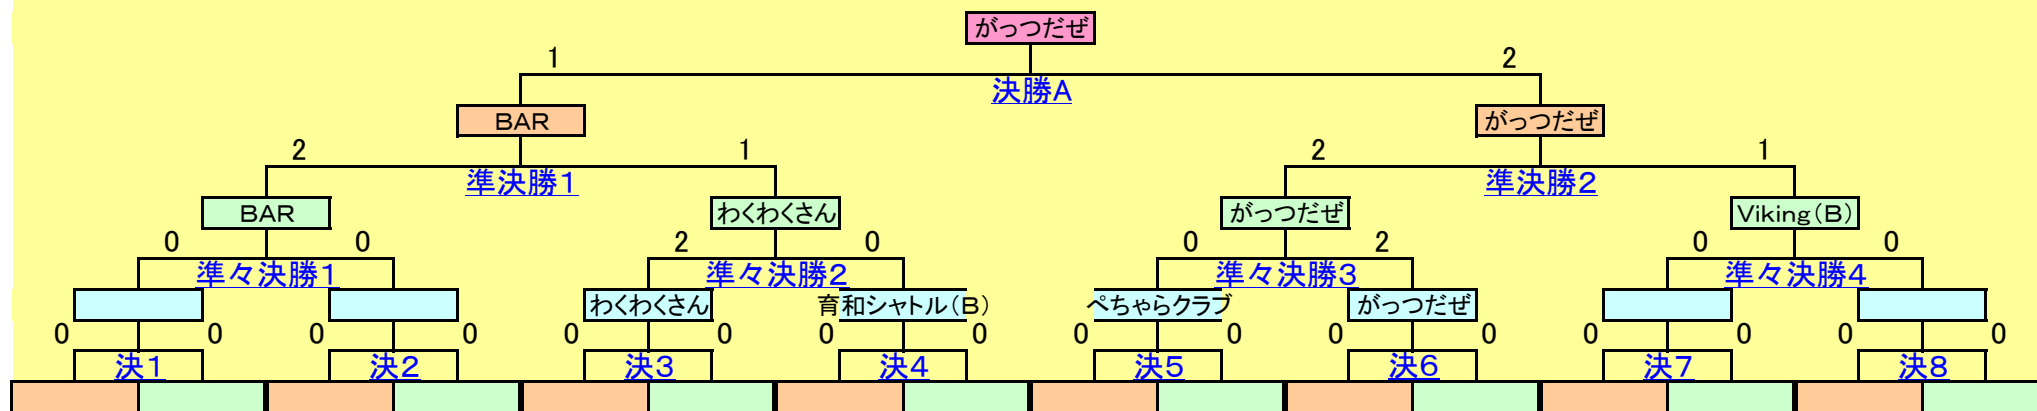 がっつだぜ
1 2
決勝A
BAR がっつだぜ
2 1 2 1
準決勝1 準決勝2
BAR わくわくさん がっつだぜ Viking(B)
0 0 2 0 0 2 0 0
準々決勝1 準々決勝2 準々決勝3 準々決勝4
わくわくさん 育和シャトル(B) ぺちゃらクラブ がっつだぜ
0 0 0 0 0 0 0 0 0 0 0 0 0 0 0 0
決1 決2 決3 決4 決5 決6 決7 決8